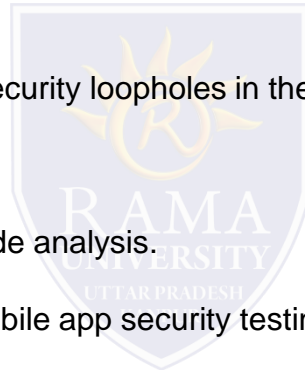 ecurity loopholes in the
RAMA
UNIVERSITY
de analysis.
UTTAR PRADESH
bile app security testin